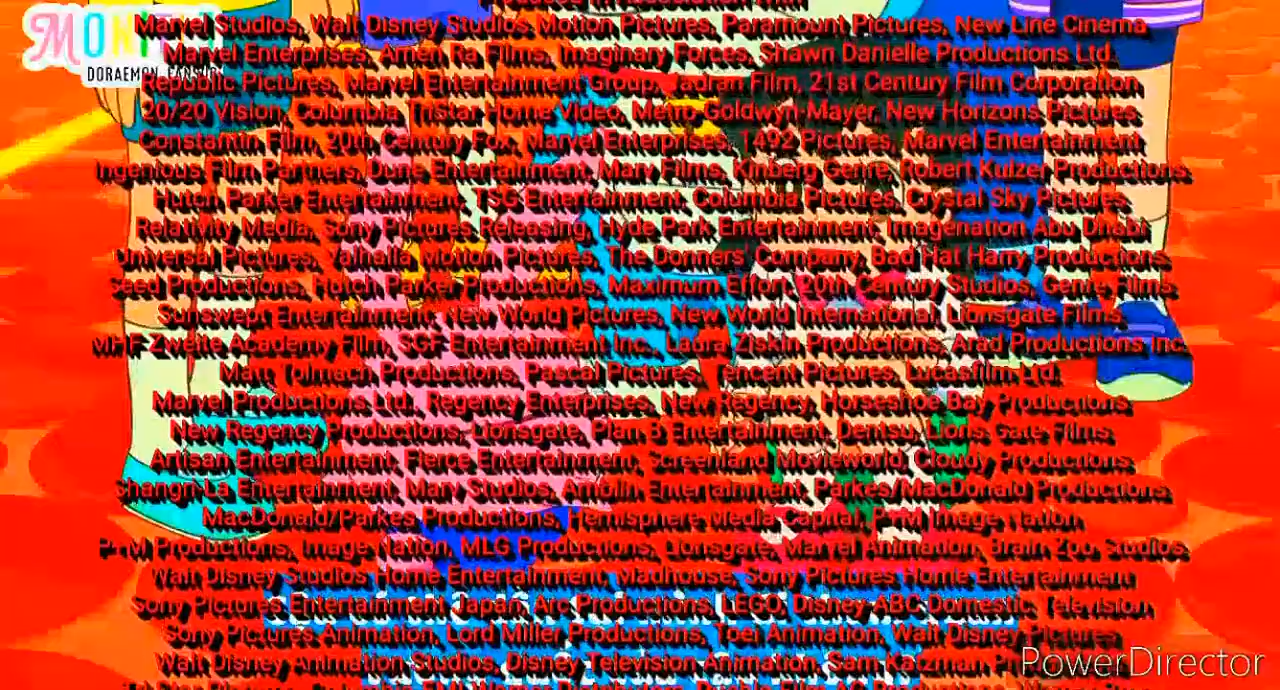 Produced in association with
Marvel Studios, Walt Disney Studios Motion Pictures, Paramount Pictures, New Line Cinema
Marvel Enterprises, Amen Ra Films, Imaginary Forces, Shawn Danielle Productions Ltd.
DORAEMON FANSUB
Republic Pictures, Marvel Entertainment Group, Tadran Film, 21st Century Film Corporation
20/20 Vision, Columbia Tristar Home Video, Metro-Goldwyn-Mayer, New Horizons Pictures
Constantin Film, 20th Century Fox, Marvel Enterprises, 1492 Pictures, Marvel Entertainment
Ingenious Film Partners, Dune Entertainment, Marv Films, Kinberg Genre, Robert Kulzer Productions
Hutch Parker Entertainment, TSG Entertainment, Columbia Pictures, Crystal Sky Pictures
Relativity Media, Sony Pictures Releasing, Hyde Park Entertainment, Imagenation Abu Dhabi
Universal Pictures, Valhalla Motion Pictures, The Donners' Company, Bad Hat Harry Productions
Seed Productions, Hutch Parker Productions, Maximum Effort, 20th Century Studios, Genre Films
Sunswept Entertainment, New World Pictures, New World International, Lionsgate Films
MHF Zweite Academy Film, SGF Entertainment Inc., Laura Ziskin Productions, Arad Productions Inc.
Matt Tolmach Productions, Pascal Pictures, Tencent Pictures, Lucasfilm Ltd.
Marvel Productions Ltd., Regency Enterprises, New Regency, Horseshoe Bay Productions
New Regency Productions, Lionsgate, Plan B Entertainment, Dentsu, Lions Gate Films
Artisan Entertainment, Fierce Entertainment, Screenland Movieworld, Cloudy Productions
Shangri-La Entertainment, Marv Studios, Amblin Entertainment, Parkes/MacDonald Productions
MacDonald/Parkes Productions, Hemisphere Media Capital, P+M Image Nation
P+M Productions, Image Nation, MLG Productions, Lionsgate, Marvel Animation, Brain Zoo Studios
Walt Disney Studios Home Entertainment, Madhouse, Sony Pictures Home Entertainment
Sony Pictures Entertainment Japan, Arc Productions, LEGO, Disney-ABC Domestic Television
Sony Pictures Animation, Lord Miller Productions, Toei Animation, Walt Disney Pictures
Walt Disney Animation Studios, Disney Television Animation, Sam Katzman
PowerDirector